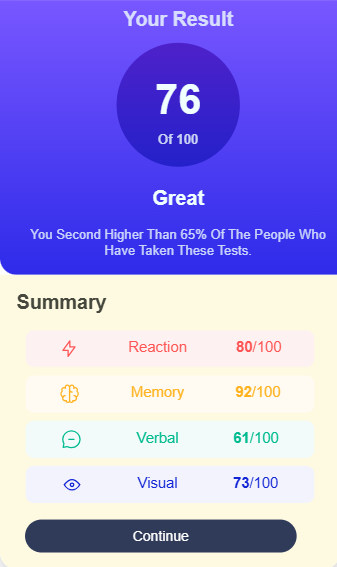 Your Result
76
Of 100
Great
You Second Higher Than 65% Of The People Who
Have Taken These Tests.
Summary
Reaction 80/100
Memory 92/100
Verbal 61/100
Visual 73/100
Continue